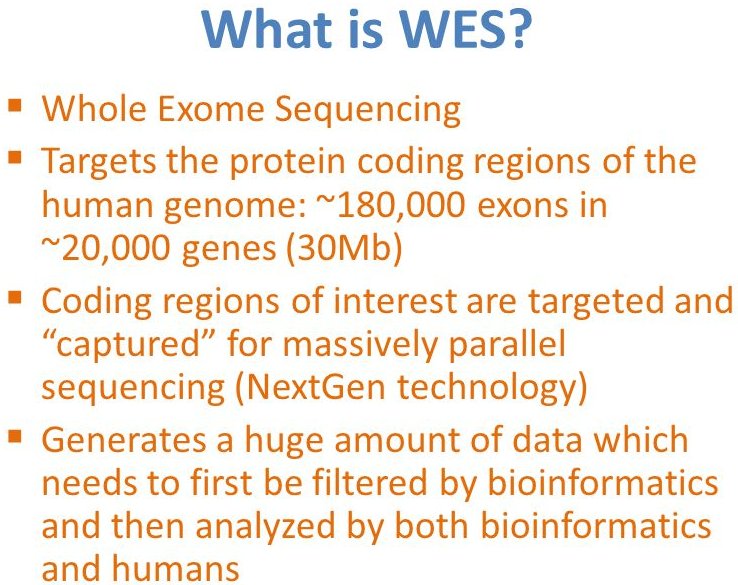 What is WES?
▪ Whole Exome Sequencing
▪ Targets the protein coding regions of the
human genome: ~180,000 exons in
~20,000 genes (30Mb)
▪ Coding regions of interest are targeted and
“captured” for massively parallel
sequencing (NextGen technology)
▪ Generates a huge amount of data which
needs to first be filtered by bioinformatics
and then analyzed by both bioinformatics
and humans